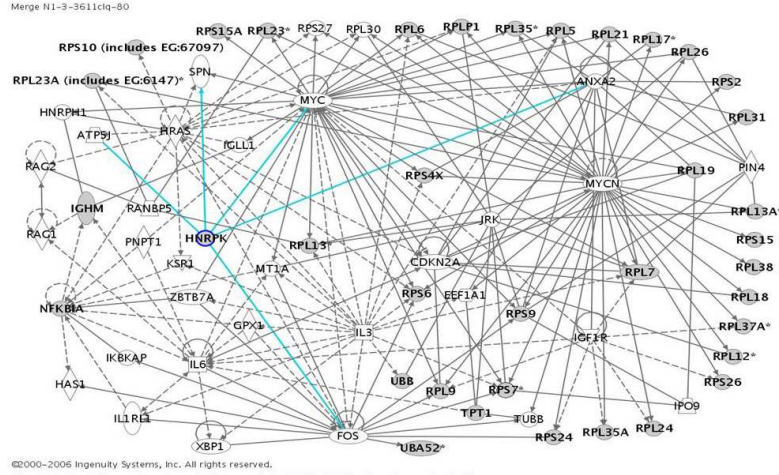 Merge N1-3-3611clq-80
RPS15A RPL23* RPS27 RPL30 RPL6 RPLP1 RPL35* RPL5 RPL21 RPL17*
RPS10 (includes EG:67097)
RPL26
SPN
RPL23A (includes EG:6147)*
ANXA2
RPS2
MYC
HNRPH1
RPL31
ATP5J
HRAS
IGLL1
RAG2
RPS4X
RPL19
PIN4
MYCN
IGHM
RANBP5
RPL13A*
JRK
RAG1
PNPT1
HNRPK
RPL13*
RPS15
KSR1
MT1A
CDKN2A
RPL7
RPL38
ZBTB7A
RPS6
EEF1A1
RPL18
NFKBIA
RPS9
GPX1
IL3
RPL37A*
IGF1R
IKBKAP
IL6
RPL12*
HAS1
UBB
RPL9
RPS7*
RPS26
IL1RL1
TPT1
TUBB
IPO9
XBP1
FOS
UBA52*
RPS24
RPL35A
RPL24
©2000-2006 Ingenuity Systems, Inc. All rights reserved.